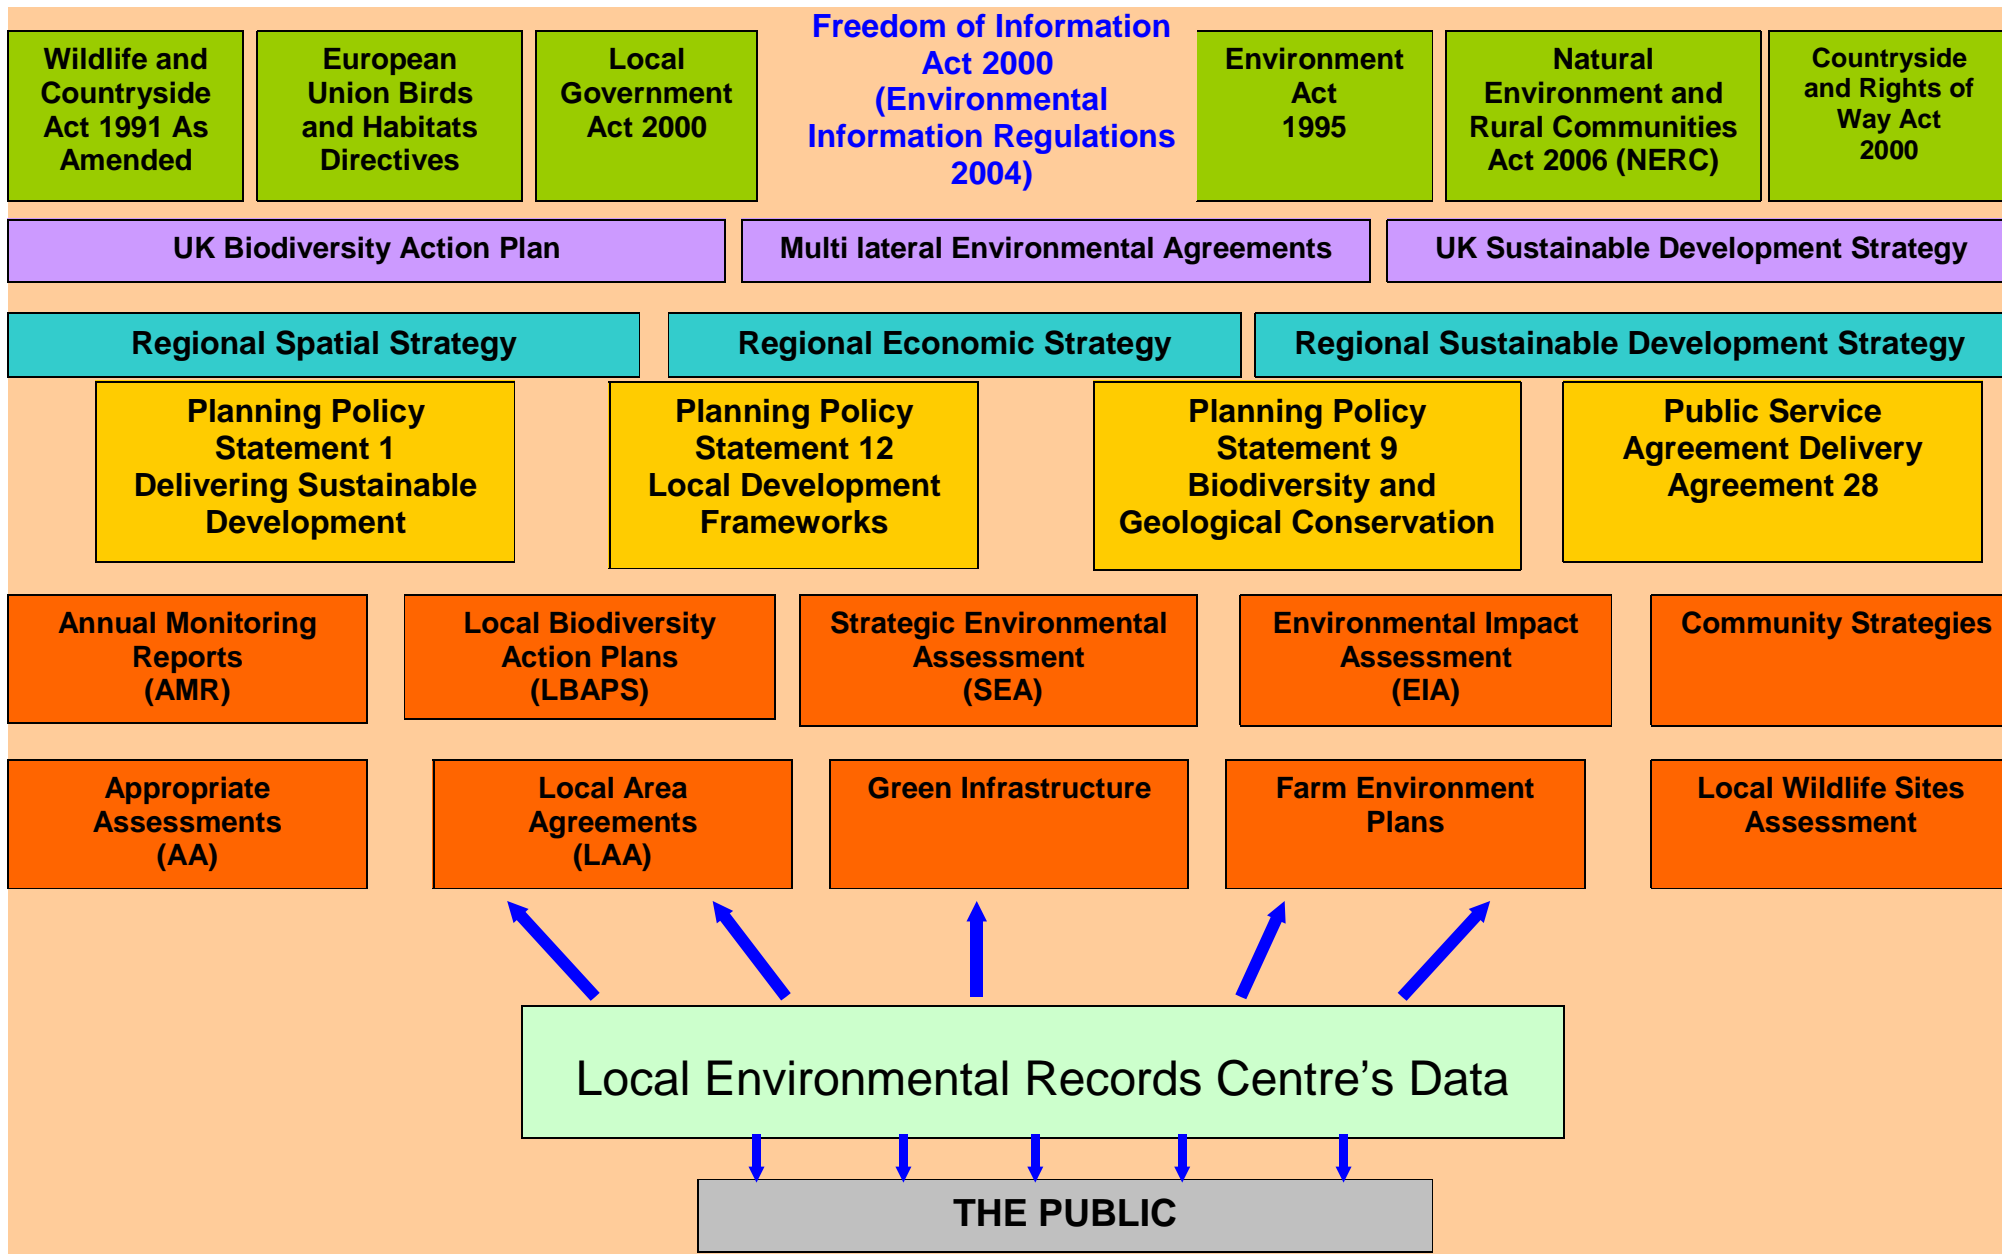 Wildlife and
Countryside
Act 1991 As
Amended
European
Union Birds
and Habitats
Directives
Local
Government
Act 2000
Freedom of Information
Act 2000
(Environmental
Information Regulations
2004)
Environment
Act
1995
Natural
Environment and
Rural Communities
Act 2006 (NERC)
Countryside
and Rights of
Way Act
2000
UK Biodiversity Action Plan
Multi lateral Environmental Agreements
UK Sustainable Development Strategy
Regional Spatial Strategy
Regional Economic Strategy
Regional Sustainable Development Strategy
Planning Policy
Statement 1
Delivering Sustainable
Development
Planning Policy
Statement 12
Local Development
Frameworks
Planning Policy
Statement 9
Biodiversity and
Geological Conservation
Public Service
Agreement Delivery
Agreement 28
Annual Monitoring
Reports
(AMR)
Local Biodiversity
Action Plans
(LBAPS)
Strategic Environmental
Assessment
(SEA)
Environmental Impact
Assessment
(EIA)
Community Strategies
Appropriate
Assessments
(AA)
Local Area
Agreements
(LAA)
Green Infrastructure
Farm Environment
Plans
Local Wildlife Sites
Assessment
Local Environmental Records Centre’s Data
THE PUBLIC